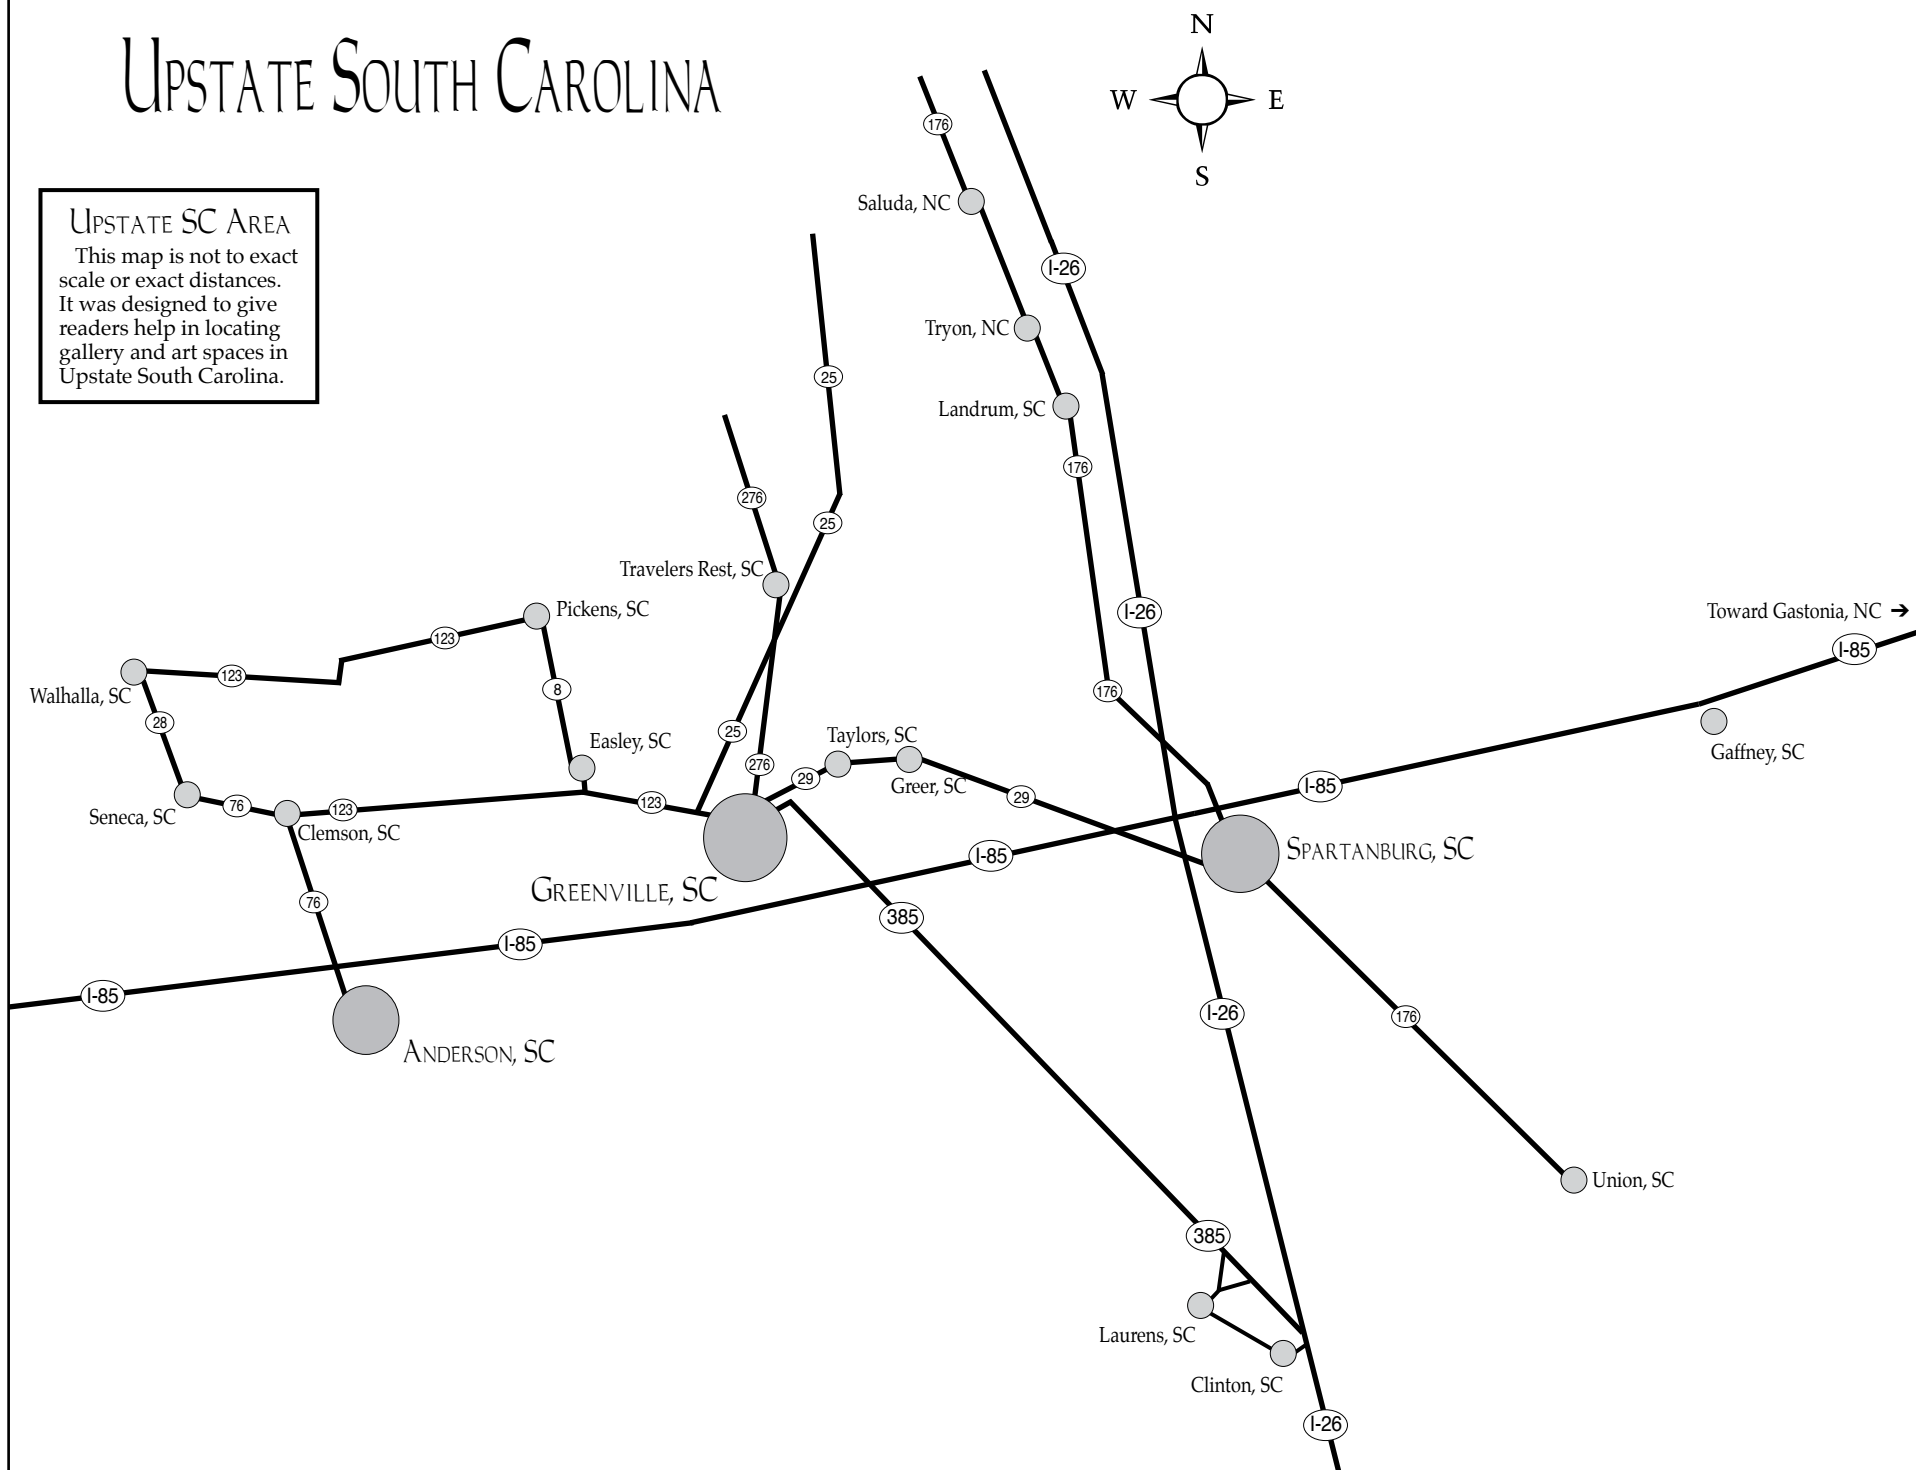 UPSTATE SOUTH CAROLINA
N
W
E
S
UPSTATE SC AREA
This map is not to exact
scale or exact distances.
It was designed to give
readers help in locating
gallery and art spaces in
Upstate South Carolina.
176
Saluda, NC
I-26
Tryon, NC
25
Landrum, SC
176
276
25
Travelers Rest, SC
Pickens, SC
I-26
Toward Gastonia, NC ➔
123
I-85
123
Walhalla, SC
8
176
28
25
Easley, SC
Taylors, SC
Gaffney, SC
276
29
Greer, SC
I-85
Seneca, SC
76
123
123
29
Clemson, SC
I-85
SPARTANBURG, SC
GREENVILLE, SC
76
385
I-85
I-85
I-26
176
ANDERSON, SC
Union, SC
385
Laurens, SC
Clinton, SC
I-26